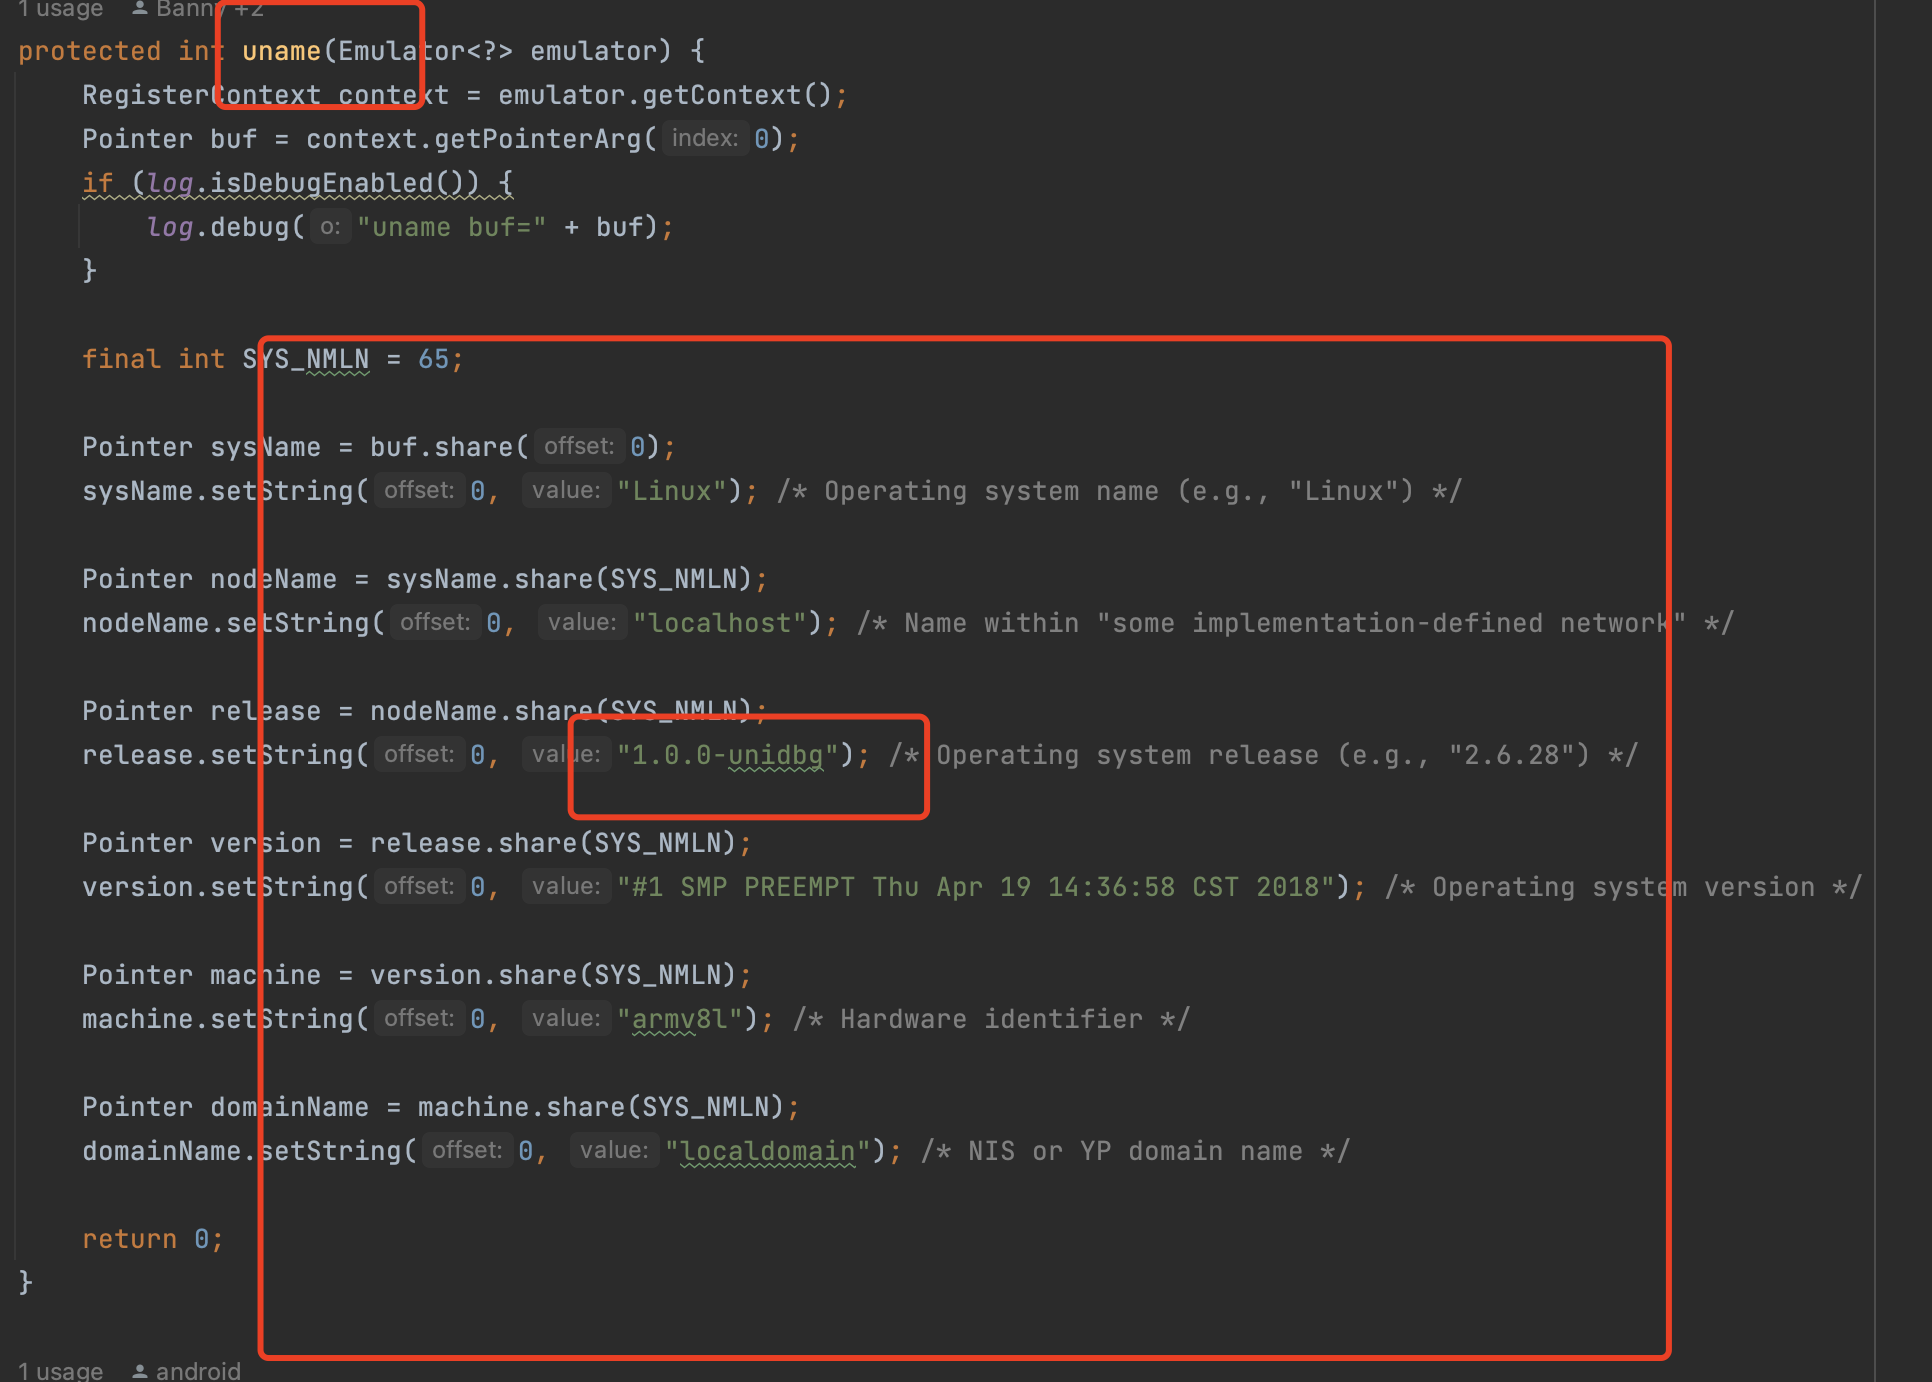 1 usage   Banny +2
protected int uname(Emulator<?> emulator) {
    RegisterContext context = emulator.getContext();
    Pointer buf = context.getPointerArg( index: 0);
    if (log.isDebugEnabled()) {
        log.debug( o: "uname buf=" + buf);
    }

    final int SYS_NMLN = 65;

    Pointer sysName = buf.share( offset: 0);
    sysName.setString( offset: 0,  value: "Linux"); /* Operating system name (e.g., "Linux") */

    Pointer nodeName = sysName.share(SYS_NMLN);
    nodeName.setString( offset: 0,  value: "localhost"); /* Name within "some implementation-defined network" */

    Pointer release = nodeName.share(SYS_NMLN);
    release.setString( offset: 0,  value: "1.0.0-unidbg"); /* Operating system release (e.g., "2.6.28") */

    Pointer version = release.share(SYS_NMLN);
    version.setString( offset: 0,  value: "#1 SMP PREEMPT Thu Apr 19 14:36:58 CST 2018"); /* Operating system version */

    Pointer machine = version.share(SYS_NMLN);
    machine.setString( offset: 0,  value: "armv8l"); /* Hardware identifier */

    Pointer domainName = machine.share(SYS_NMLN);
    domainName.setString( offset: 0,  value: "localdomain"); /* NIS or YP domain name */

    return 0;
}
1 usage   android